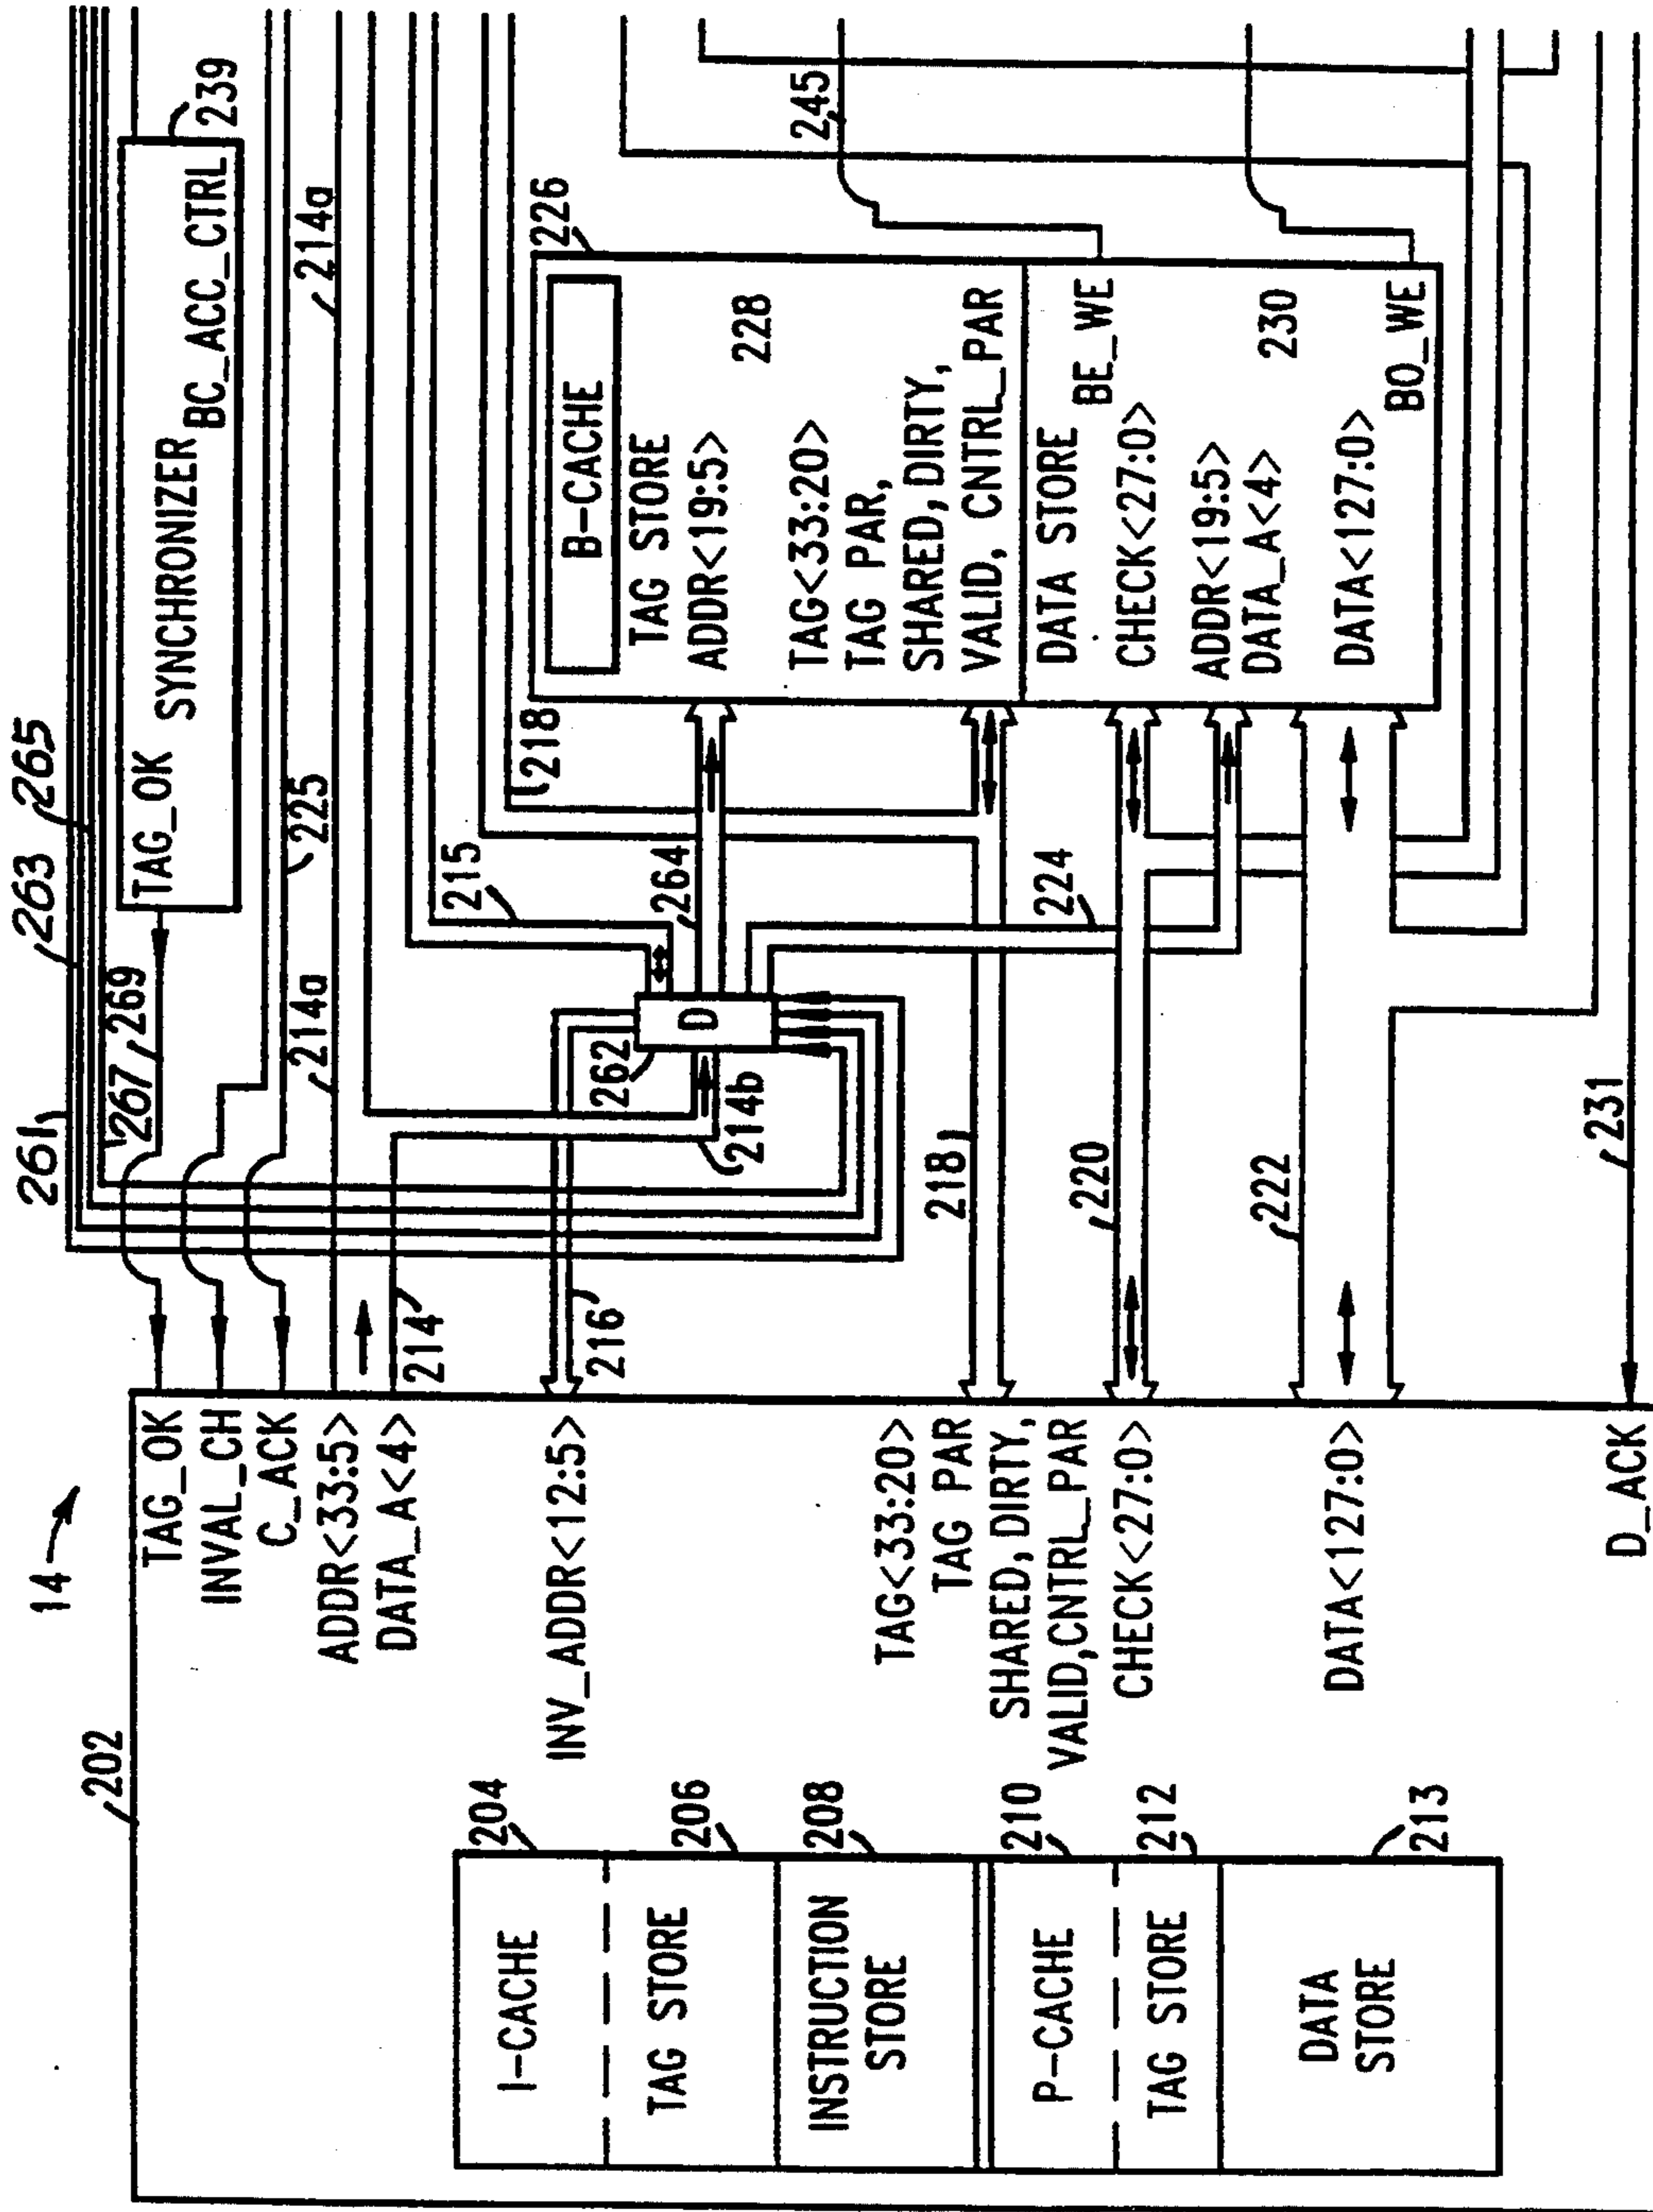 14
202
I-CACHE
204
TAG STORE
206
INSTRUCTION
STORE
208
P-CACHE
210
TAG STORE
212
DATA
STORE
213
TAG_OK
INVAL_CH
C_ACK
ADDR<33:5>
DATA_A<4>
INV_ADDR<12:5>
TAG<33:20>
TAG PAR
SHARED, DIRTY,
VALID,CNTRL_PAR
CHECK<27:0>
DATA<127:0>
D_ACK
261
263
265
267
269
214a
214
216
262
D
214b
215
264
218
220
222
224
231
TAG_OK
SYNCHRONIZER
BC_ACC_CTRL
239
225
214a
218
226
B-CACHE
TAG STORE
ADDR<19:5>
228
TAG<33:20>
TAG PAR,
SHARED, DIRTY,
VALID, CNTRL_PAR
DATA STORE
BE_WE
CHECK<27:0>
ADDR<19:5>
230
DATA_A<4>
DATA<127:0>
BO_WE
245